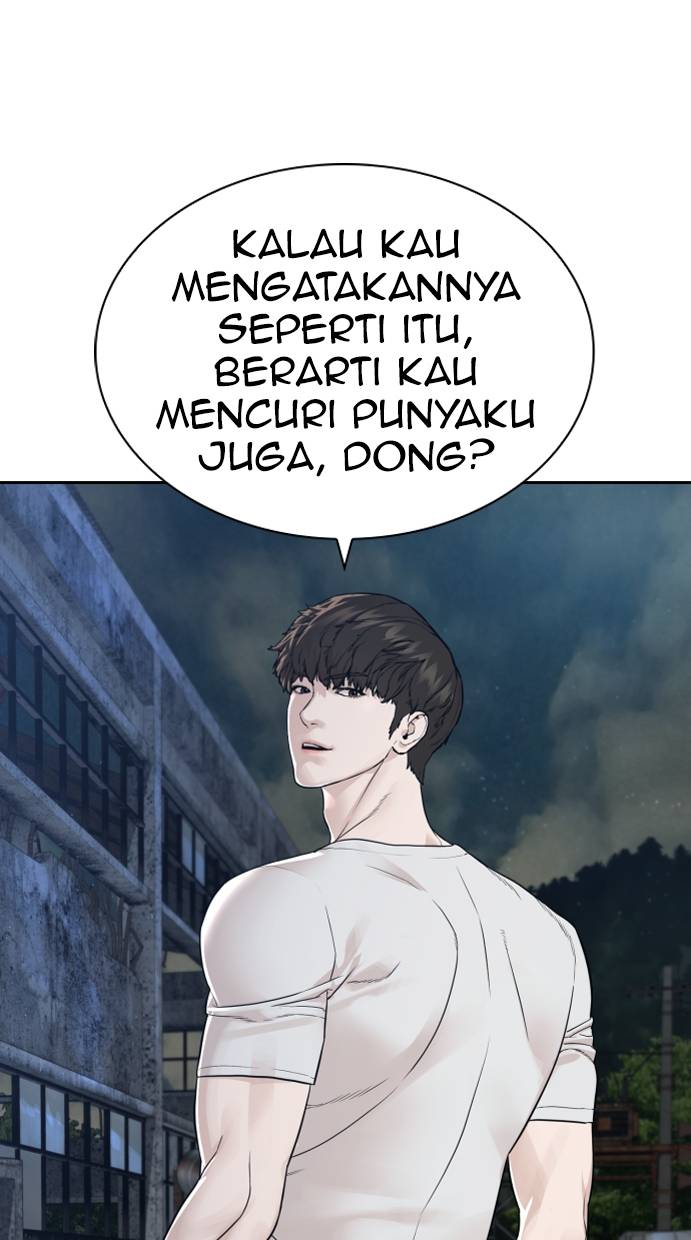 KALAU KAU
MENGATAKANNYA
SEPERTI ITU,
BERARTI KAU
MENCURI PUNYAKU
JUGA, DONG?